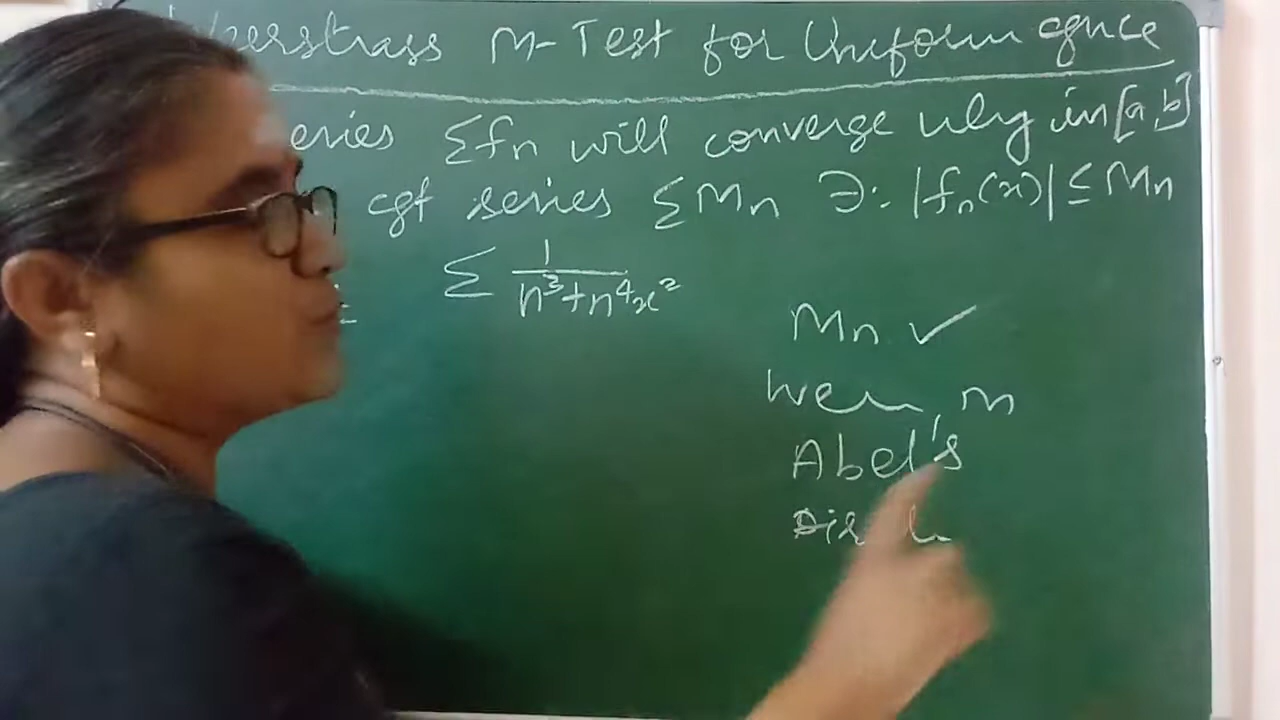 erstrass M-Test for Uniform cgnce
eries Σfn will converge uly in [a,b]
cgt series ΣMn ∋: |fn(x)| ≤ Mn
Σ 1/(n³+n⁴x²)
Mn ✓
M
Abel's